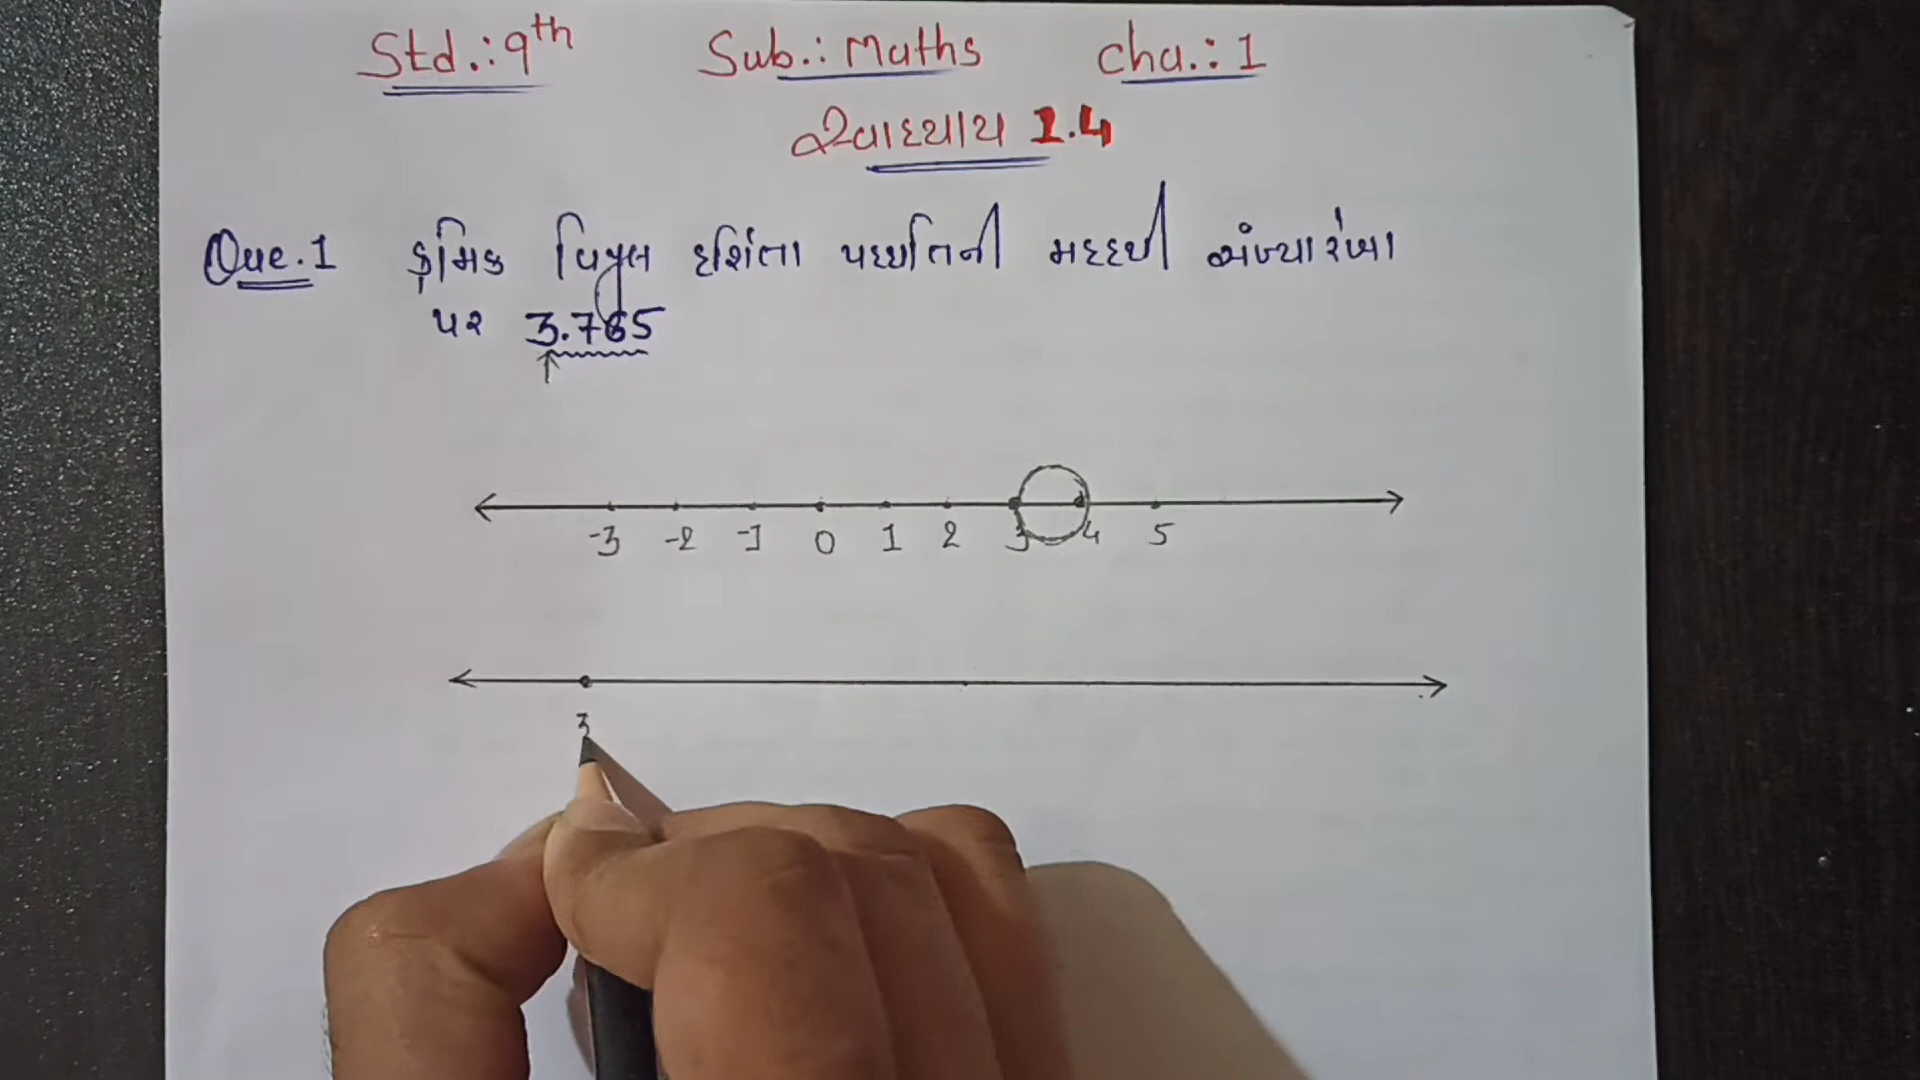 Std.: 9th Sub.: Maths Cha.: 1
સ્વાધ્યાય 1.4
Que.1 ક્રમિક વિપુલ દર્શિતા પધ્ધતિની મદદથી સંખ્યારેખા
પર 3.765
-3 -2 -1 0 1 2 3 4 5
3